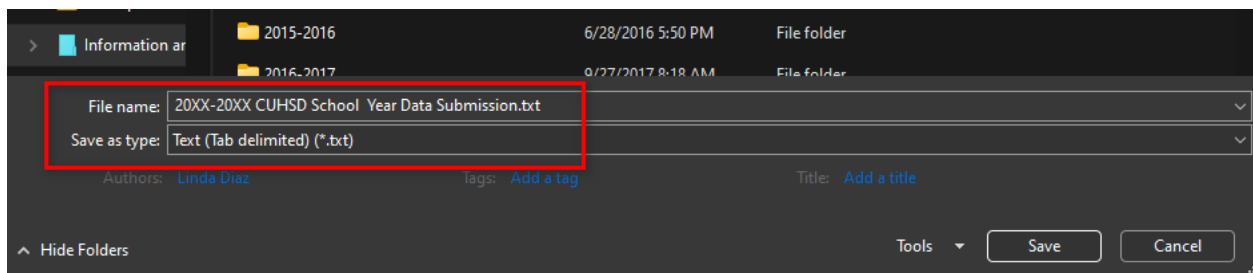 2015-2016 6/28/2016 5:50 PM File folder
Information ar
2016-2017 9/27/2017 8:18 AM File folder
File name: 20XX-20XX CUHSD School  Year Data Submission.txt
Save as type: Text (Tab delimited) (*.txt)
Authors: Linda Diaz Tags: Add a tag Title: Add a title
Hide Folders Tools Save Cancel